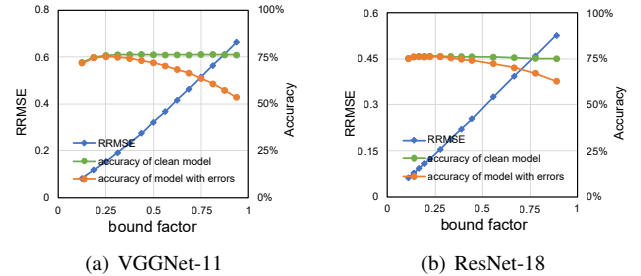 0.8
0.6
0.4
0.2
0
RRMSE
100%
75%
50%
25%
0%
Accuracy
RRMSE
accuracy of clean model
accuracy of model with errors
0 0.25 0.5 0.75 1
bound factor
(a) VGGNet-11
0.6
0.45
0.3
0.15
0
RRMSE
100%
75%
50%
25%
0%
Accuracy
RRMSE
accuracy of clean model
accuracy of model with errors
0 0.25 0.5 0.75 1
bound factor
(b) ResNet-18